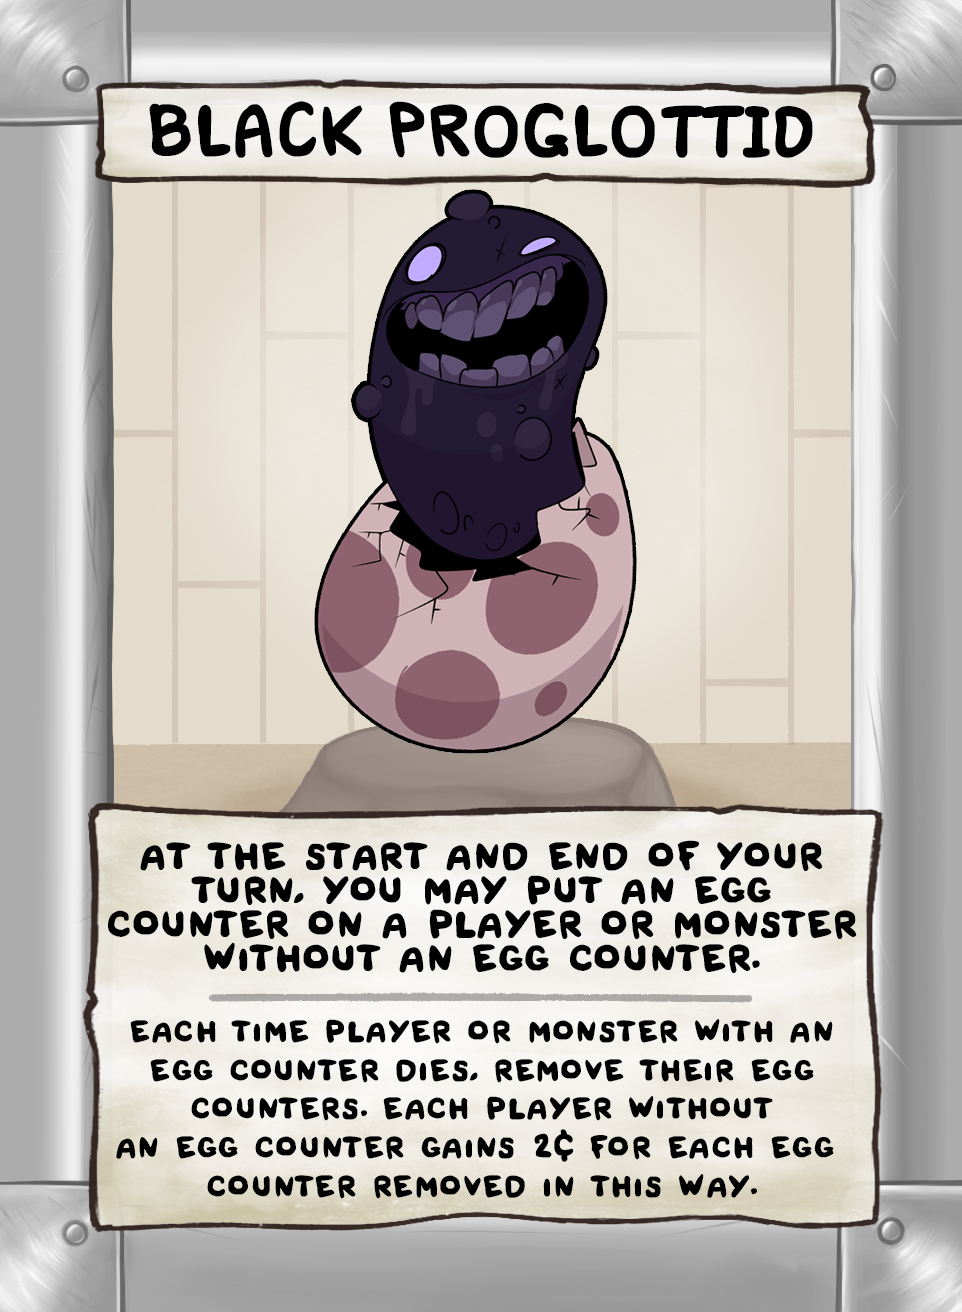 BLACK PROGLOTTID
AT THE START AND END OF YOUR
TURN, YOU MAY PUT AN EGG
COUNTER ON A PLAYER OR MONSTER
WITHOUT AN EGG COUNTER.
EACH TIME PLAYER OR MONSTER WITH AN
EGG COUNTER DIES, REMOVE THEIR EGG
COUNTERS. EACH PLAYER WITHOUT
AN EGG COUNTER GAINS 2¢ FOR EACH EGG
COUNTER REMOVED IN THIS WAY.